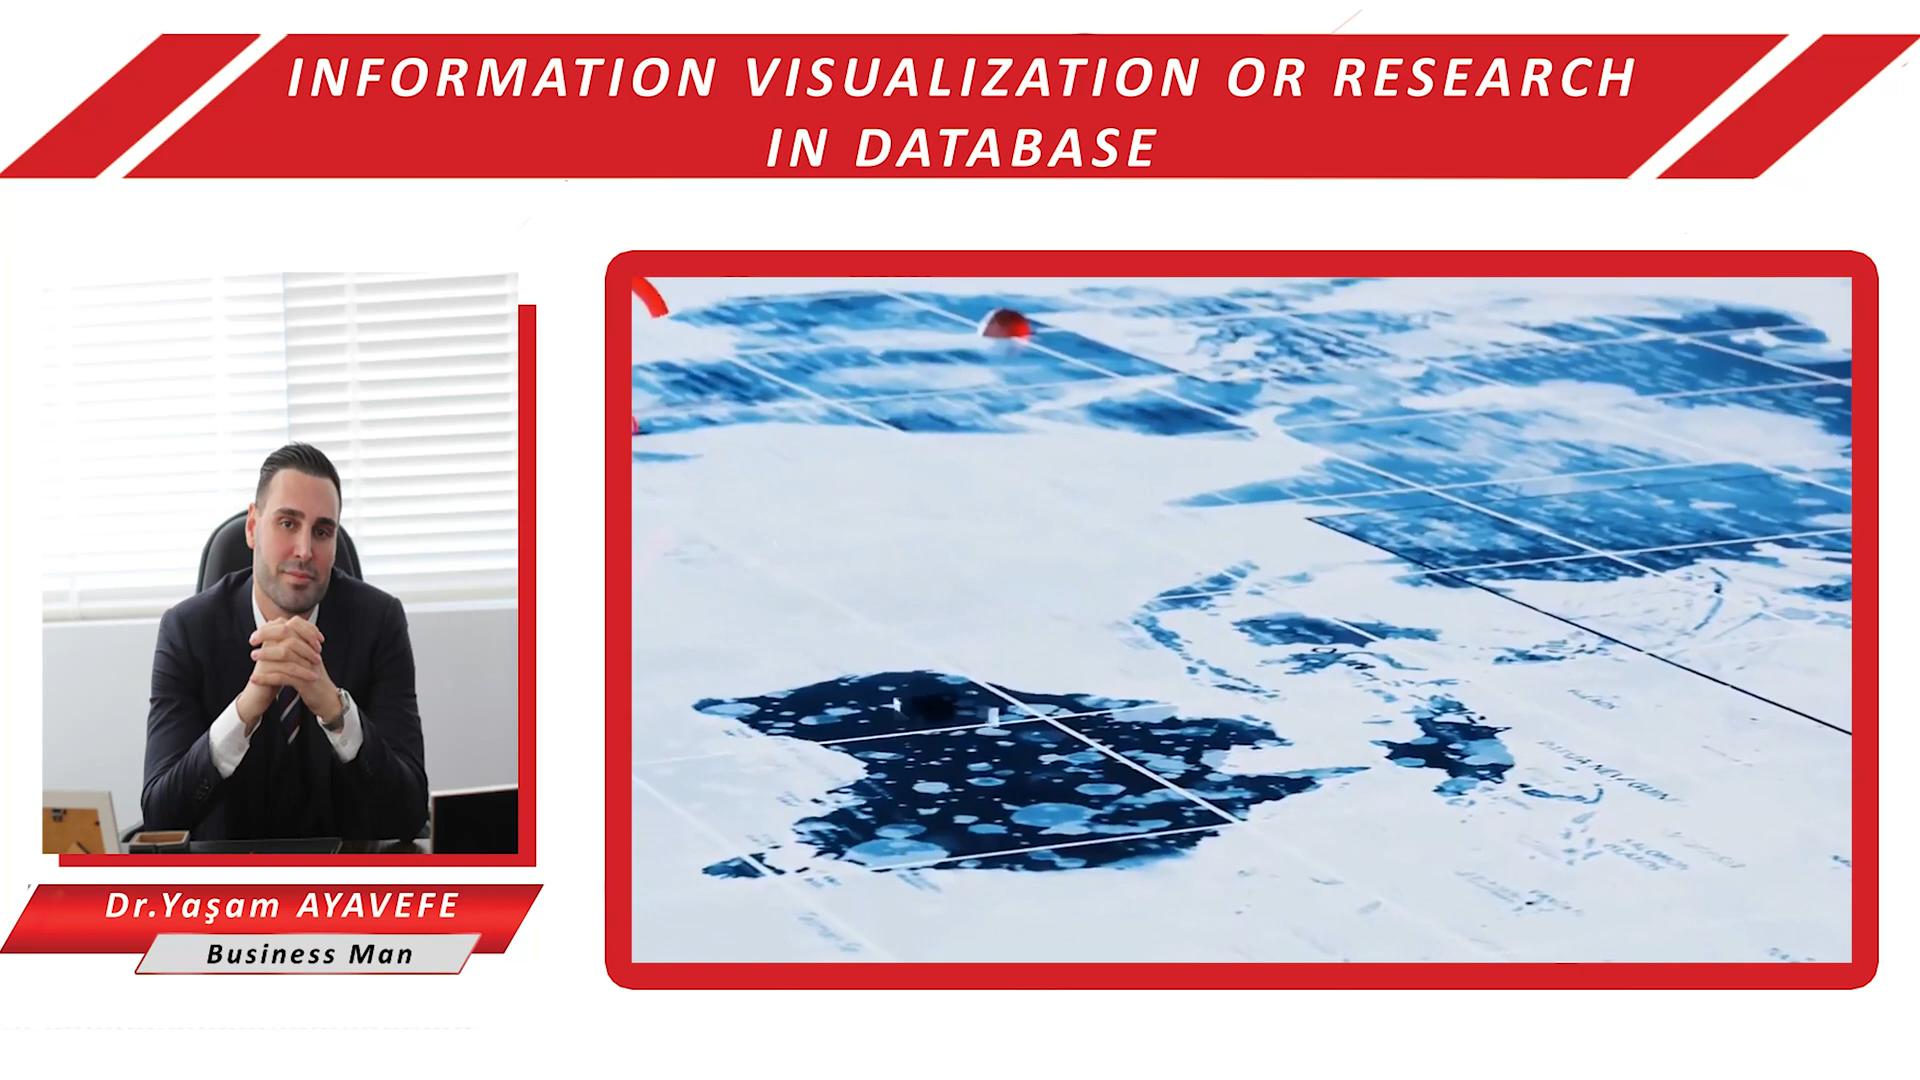 INFORMATION VISUALIZATION OR RESEARCH
IN DATABASE
Dr.Yaşam AYAVEFE
Business Man